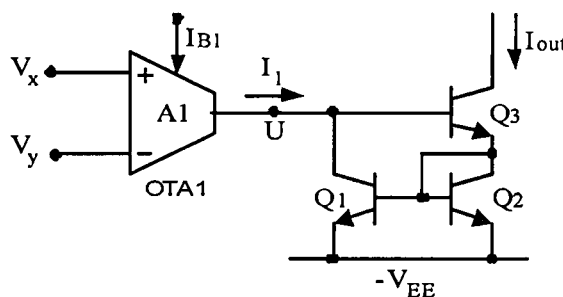 I_B1
I_out
V_x
+
I_1
A1
Q3
V_y
−
U
OTA1
Q1
Q2
-V_EE